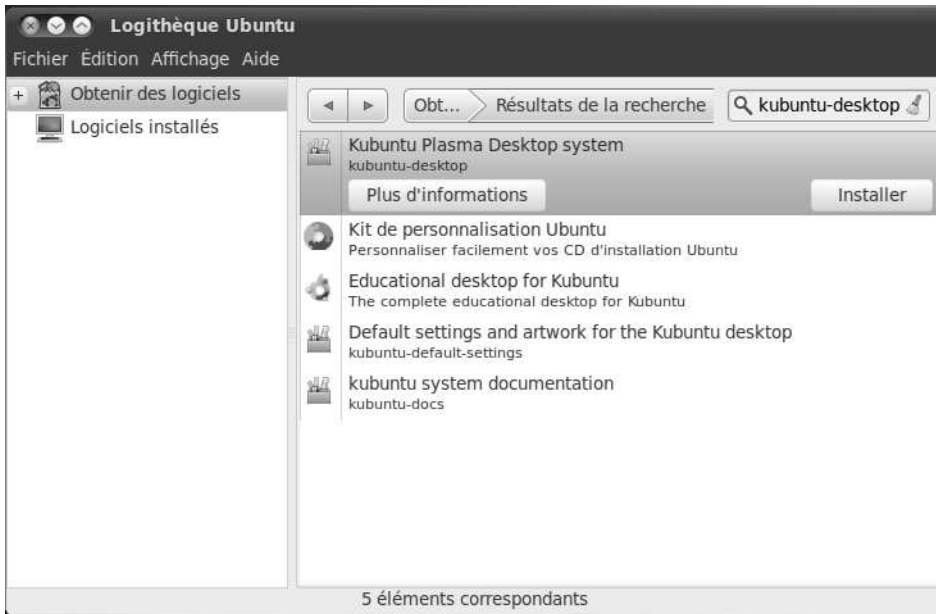 Logithèque Ubuntu
Fichier Édition Affichage Aide
Obtenir des logiciels
Logiciels installés
Obt... Résultats de la recherche kubuntu-desktop
Kubuntu Plasma Desktop system
kubuntu-desktop
Plus d'informations Installer
Kit de personnalisation Ubuntu
Personnaliser facilement vos CD d'installation Ubuntu
Educational desktop for Kubuntu
The complete educational desktop for Kubuntu
Default settings and artwork for the Kubuntu desktop
kubuntu-default-settings
kubuntu system documentation
kubuntu-docs
5 éléments correspondants